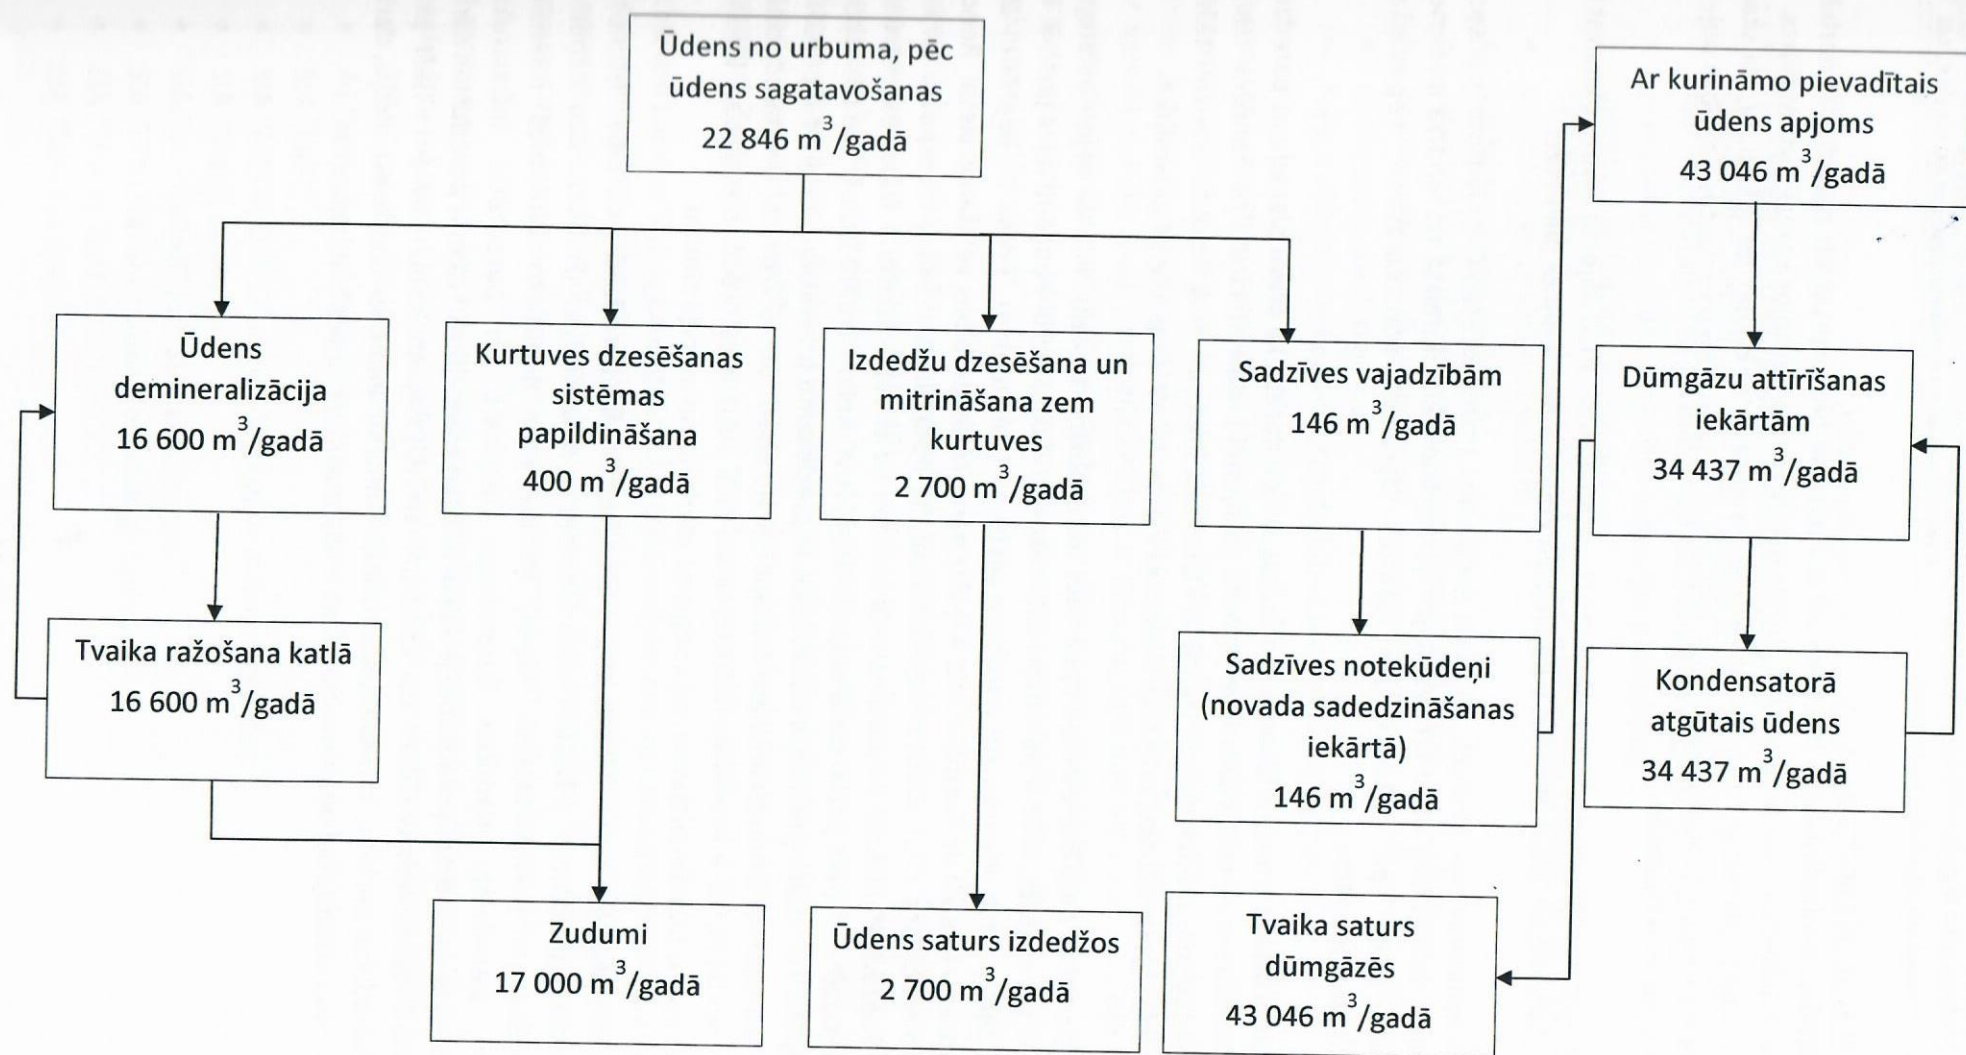 Ūdens no urbuma, pēc
ūdens sagatavošanas
22 846 m³/gadā
Ar kurināmo pievadītais
ūdens apjoms
43 046 m³/gadā
Ūdens
demineralizācija
16 600 m³/gadā
Kurtuves dzesēšanas
sistēmas
papildināšana
400 m³/gadā
Izdedžu dzesēšana un
mitrināšana zem
kurtuves
2 700 m³/gadā
Sadzīves vajadzībām
146 m³/gadā
Dūmgāzu attīrīšanas
iekārtām
34 437 m³/gadā
Tvaika ražošana katlā
16 600 m³/gadā
Sadzīves notekūdeņi
(novada sadedzināšanas
iekārtā)
146 m³/gadā
Kondensatorā
atgūtais ūdens
34 437 m³/gadā
Zudumi
17 000 m³/gadā
Ūdens saturs izdedžos
2 700 m³/gadā
Tvaika saturs
dūmgāzēs
43 046 m³/gadā